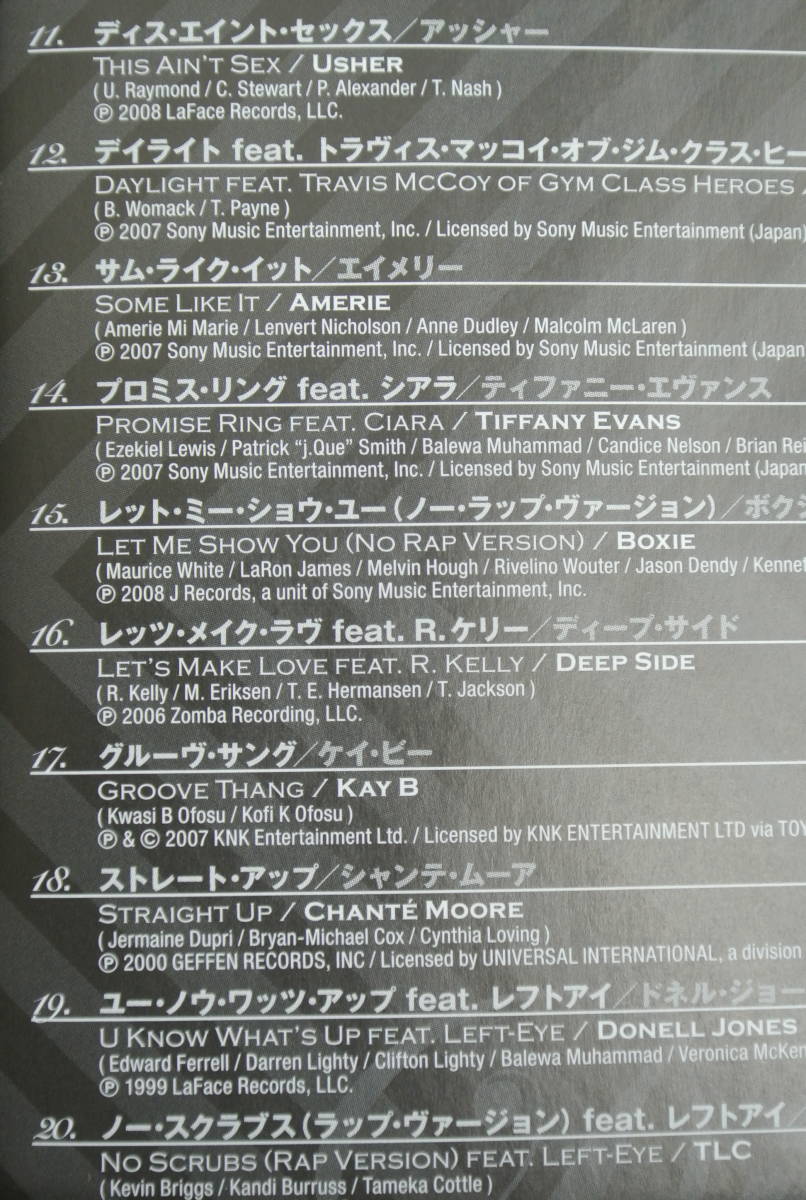 11. ディス・エイント・セックス／アッシャー
THIS AIN'T SEX / USHER
( U. Raymond / C. Stewart / P. Alexander / T. Nash )
℗ 2008 LaFace Records, LLC.
12. デイライト feat. トラヴィス・マッコイ・オブ・ジム・クラス・ヒー
DAYLIGHT FEAT. TRAVIS MCCOY OF GYM CLASS HEROES /
( B. Womack / T. Payne )
℗ 2007 Sony Music Entertainment, Inc. / Licensed by Sony Music Entertainment (Japan)
13. サム・ライク・イット／エイメリー
SOME LIKE IT / AMERIE
( Amerie Mi Marie / Lenvert Nicholson / Anne Dudley / Malcolm McLaren )
℗ 2007 Sony Music Entertainment, Inc. / Licensed by Sony Music Entertainment (Japan
14. プロミス・リング feat. シアラ／ティファニー・エヴァンス
PROMISE RING FEAT. CIARA / TIFFANY EVANS
( Ezekiel Lewis / Patrick "j.Que" Smith / Balewa Muhammad / Candice Nelson / Brian Rei
℗ 2007 Sony Music Entertainment, Inc. / Licensed by Sony Music Entertainment (Japan
15. レット・ミー・ショウ・ユー（ノー・ラップ・ヴァージョン）／ボクシ
LET ME SHOW YOU (NO RAP VERSION) / BOXIE
( Maurice White / LaRon James / Melvin Hough / Rivelino Wouter / Jason Dendy / Kennet
℗ 2008 J Records, a unit of Sony Music Entertainment, Inc.
16. レッツ・メイク・ラヴ feat. R.ケリー／ディープ・サイド
LET'S MAKE LOVE FEAT. R. KELLY / DEEP SIDE
( R. Kelly / M. Eriksen / T. E. Hermansen / T. Jackson )
℗ 2006 Zomba Recording, LLC.
17. グルーヴ・サング／ケイ・ビー
GROOVE THANG / KAY B
( Kwasi B Ofosu / Kofi K Ofosu )
℗ & © 2007 KNK Entertainment Ltd. / Licensed by KNK ENTERTAINMENT LTD via TOY
18. ストレート・アップ／シャンテ・ムーア
STRAIGHT UP / CHANTÉ MOORE
( Jermaine Dupri / Bryan-Michael Cox / Cynthia Loving )
℗ 2000 GEFFEN RECORDS, INC / Licensed by UNIVERSAL INTERNATIONAL, a division
19. ユー・ノウ・ワッツ・アップ feat. レフトアイ／ドネル・ジョー
U KNOW WHAT'S UP FEAT. LEFT-EYE / DONELL JONES
( Edward Ferrell / Darren Lighty / Clifton Lighty / Balewa Muhammad / Veronica McKen
℗ 1999 LaFace Records, LLC.
20. ノー・スクラブス（ラップ・ヴァージョン）feat. レフトアイ／
NO SCRUBS (RAP VERSION) FEAT. LEFT-EYE / TLC
( Kevin Briggs / Kandi Burruss / Tameka Cottle )